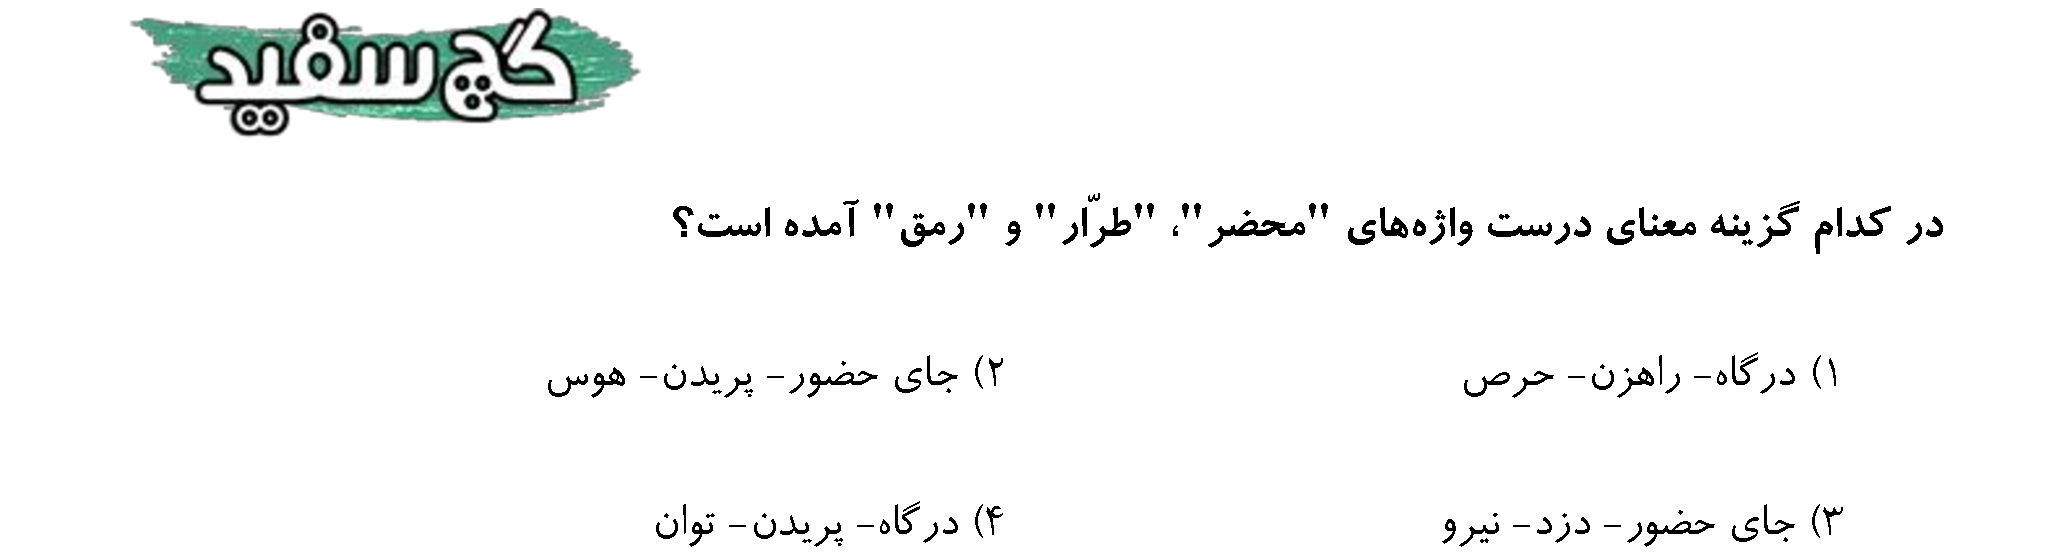 گچ سفید
در کدام گزینه معنای درست واژه‌های "محضر"، "طرّار" و "رمق" آمده است؟
۱) درگاه- راهزن- حرص
۲) جای حضور- پریدن- هوس
۳) جای حضور- دزد- نیرو
۴) درگاه- پریدن- توان